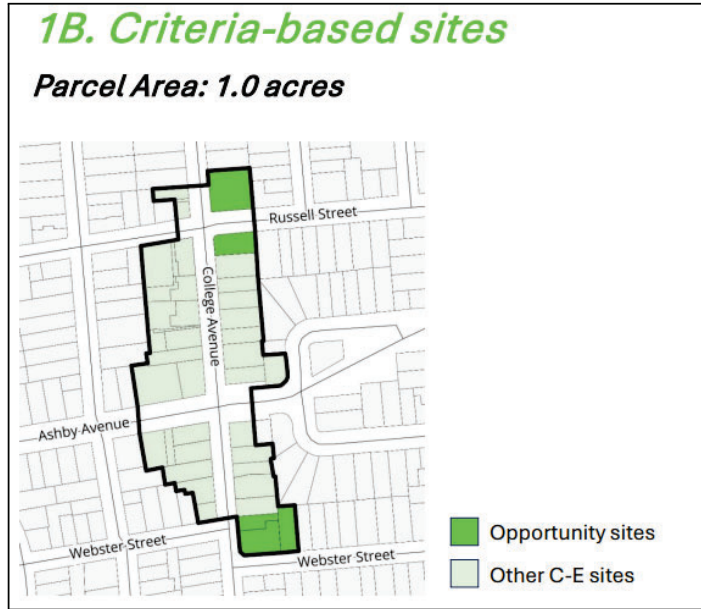 1B. Criteria-based sites
Parcel Area: 1.0 acres
Russell Street
College Avenue
Ashby Avenue
Webster Street
Webster Street
Opportunity sites
Other C-E sites